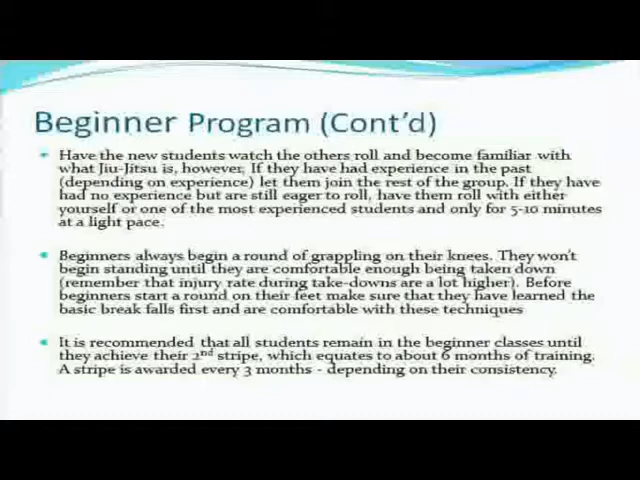 Beginner Program (Cont'd)
Have the new students watch the others roll and become familiar with
what Jiu-Jitsu is, however, If they have had experience in the past
(depending on experience) let them join the rest of the group. If they have
had no experience but are still eager to roll, have them roll with either
yourself or one of the most experienced students and only for 5-10 minutes
at a light pace.
Beginners always begin a round of grappling on their knees. They won't
begin standing until they are comfortable enough being taken down
(remember that injury rate during take-downs are a lot higher). Before
beginners start a round on their feet make sure that they have learned the
basic break falls first and are comfortable with these techniques
It is recommended that all students remain in the beginner classes until
they achieve their 2nd stripe, which equates to about 6 months of training.
A stripe is awarded every 3 months - depending on their consistency.